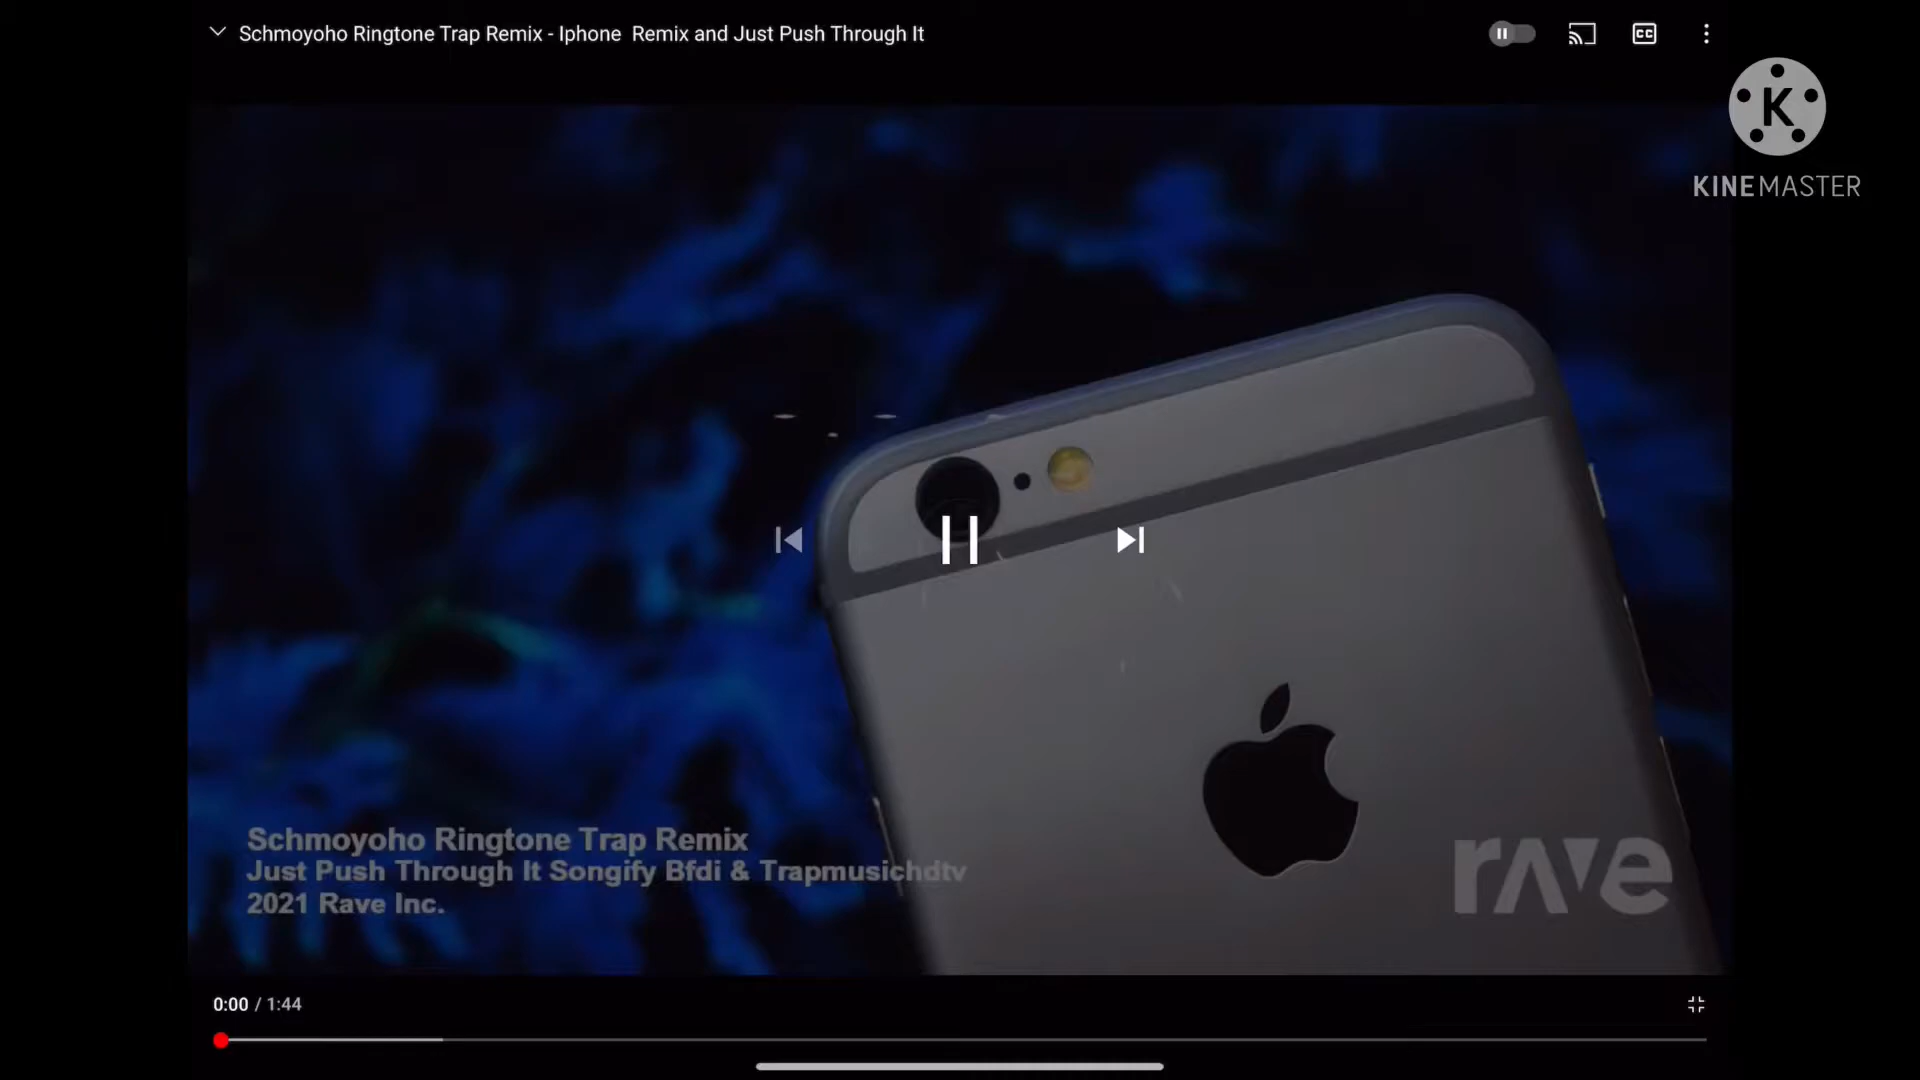 Schmoyoho Ringtone Trap Remix - Iphone  Remix and Just Push Through It
CC
K
KINEMASTER
Schmoyoho Ringtone Trap Remix
Just Push Through It Songify Bfdi & Trapmusichdtv
2021 Rave Inc.
rave
0:00 / 1:44